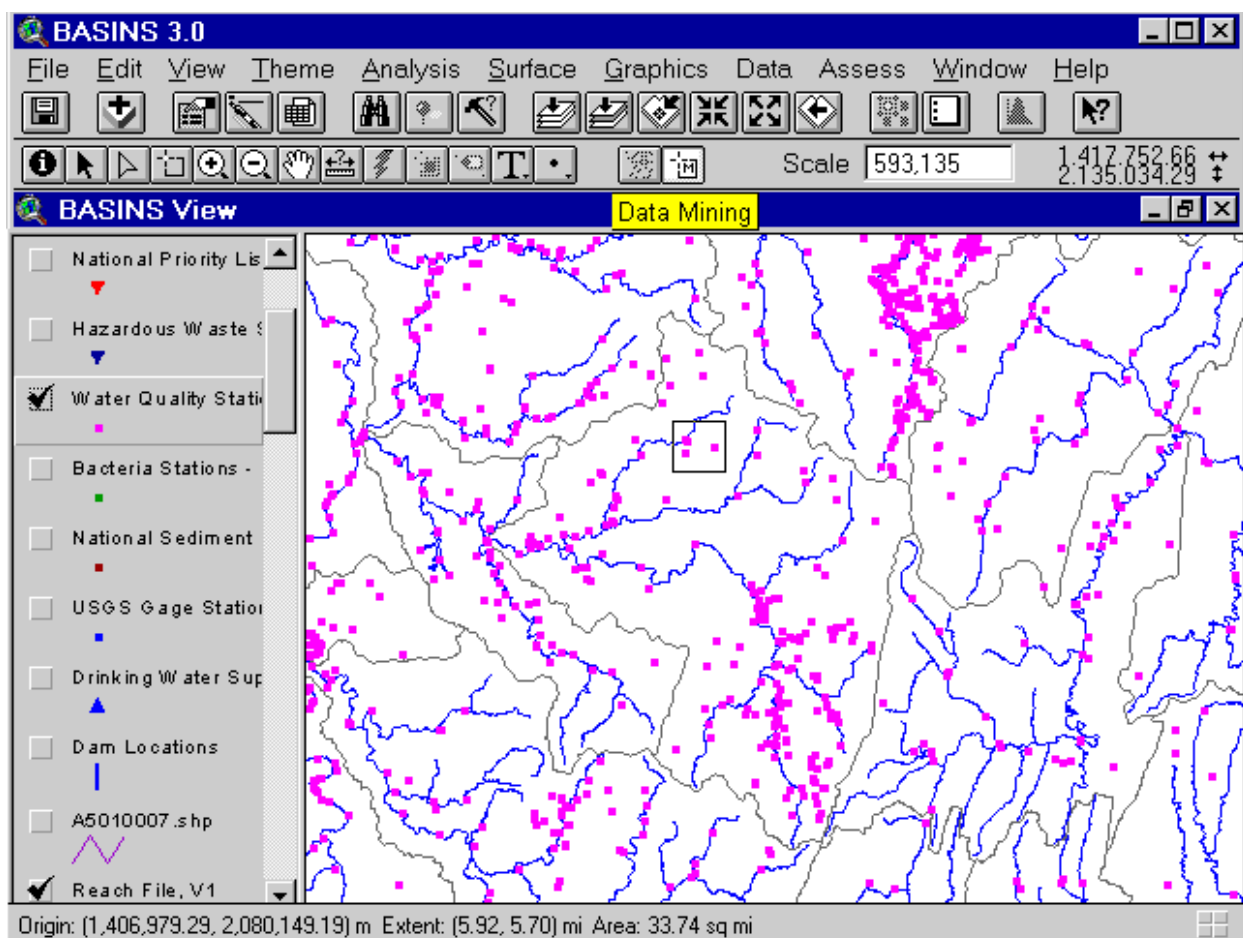 BASINS 3.0
File Edit View Theme Analysis Surface Graphics Data Assess Window Help
Scale 593,135
1,417,752.66
2,135,034.29
BASINS View
Data Mining
National Priority Lis
Hazardous Waste S
Water Quality Stati
Bacteria Stations -
National Sediment
USGS Gage Station
Drinking Water Sup
Dam Locations
A5010007.shp
Reach File, V1
Origin: (1,406,979.29, 2,080,149.19) m Extent: (5.92, 5.70) mi Area: 33.74 sq mi